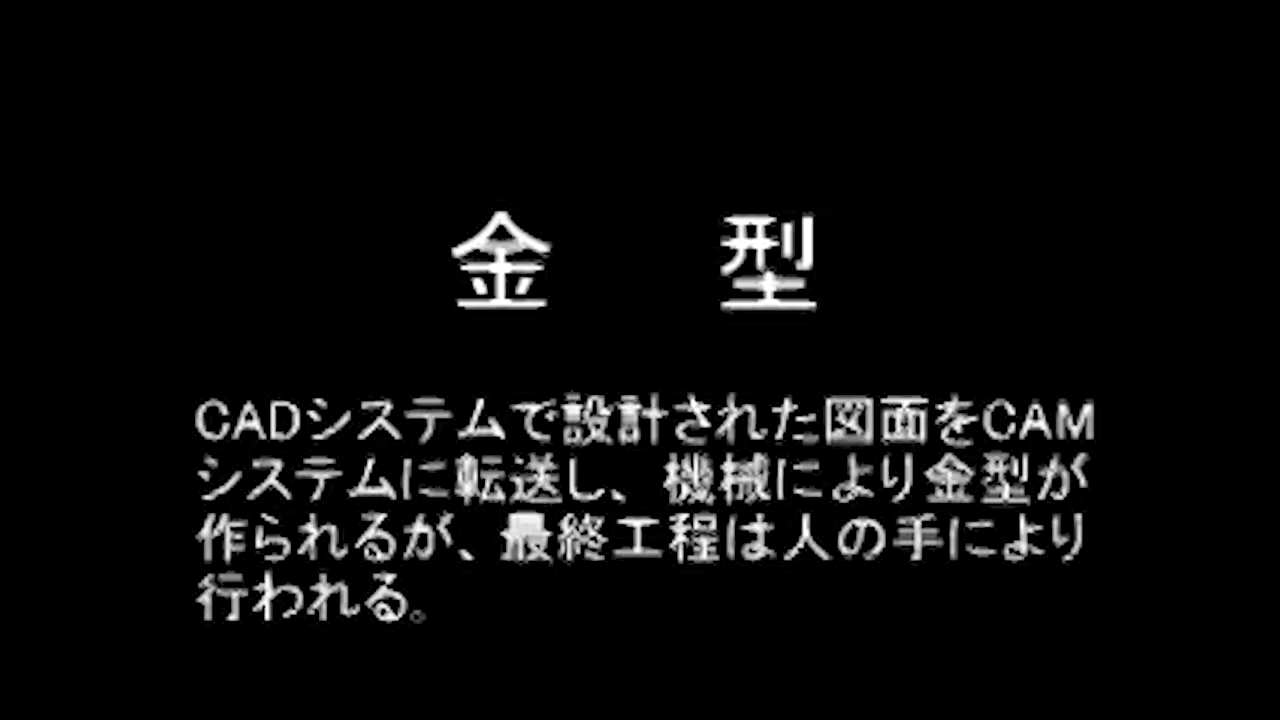 金　型
CADシステムで設計された図面をCAM
システムに転送し、機械により金型が
作られるが、最終工程は人の手により
行われる。